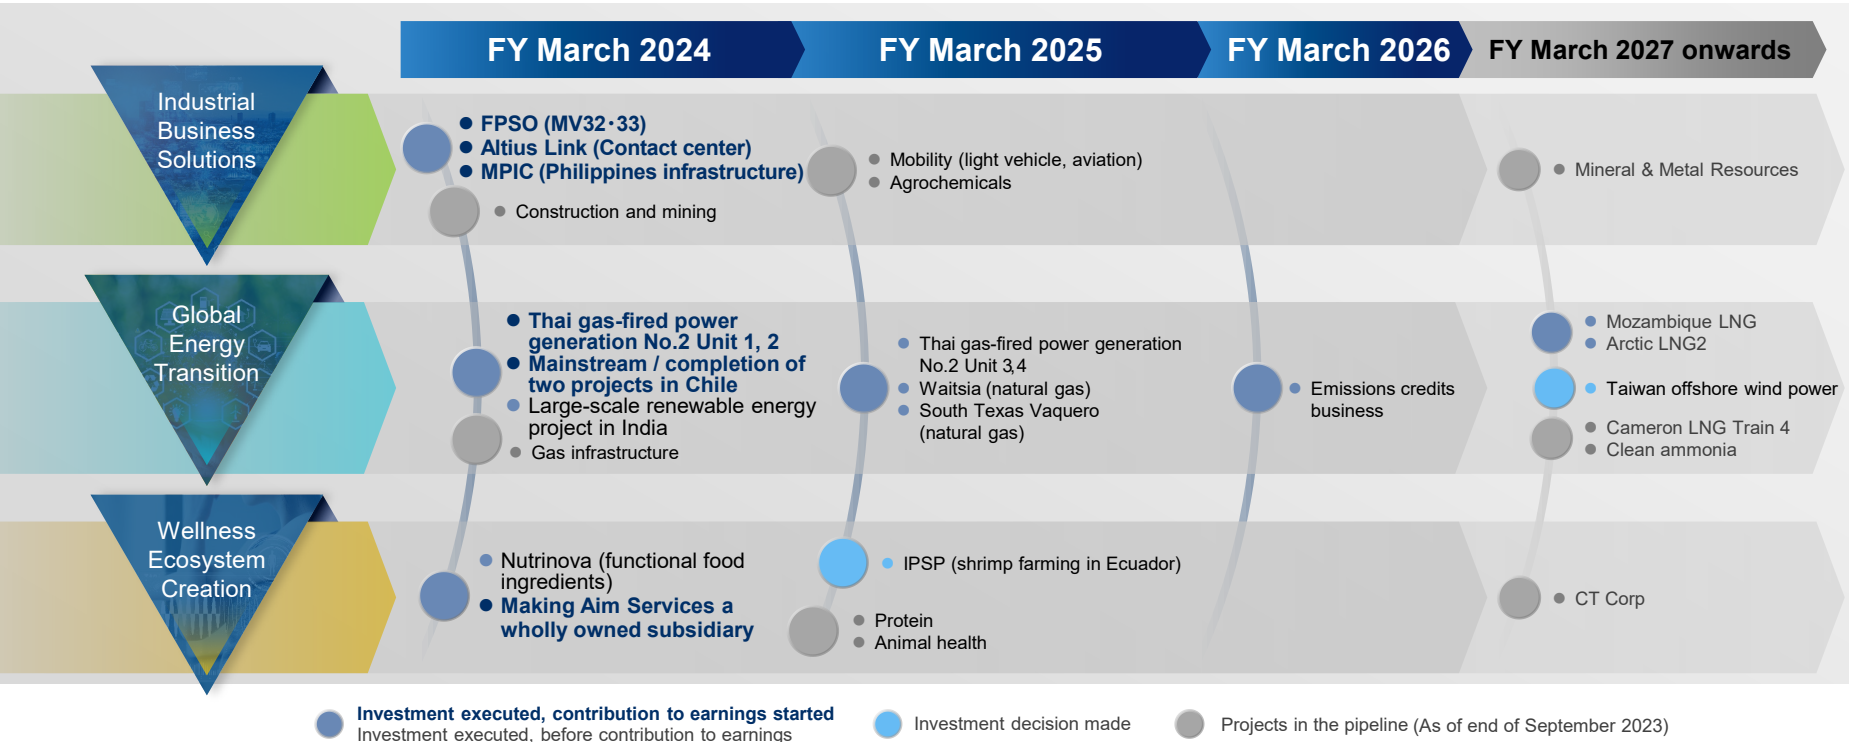 FY March 2024
FY March 2025
FY March 2026
FY March 2027 onwards
Industrial
Business
Solutions
● FPSO (MV32・33)
● Altius Link (Contact center)
● MPIC (Philippines infrastructure)
● Construction and mining
● Mobility (light vehicle, aviation)
● Agrochemicals
● Mineral & Metal Resources
Global
Energy
Transition
● Thai gas-fired power
generation No.2 Unit 1, 2
● Mainstream / completion of
two projects in Chile
● Large-scale renewable energy
project in India
● Gas infrastructure
● Thai gas-fired power generation
No.2 Unit 3,4
● Waitsia (natural gas)
● South Texas Vaquero
(natural gas)
● Emissions credits
business
● Mozambique LNG
● Arctic LNG2
● Taiwan offshore wind power
● Cameron LNG Train 4
● Clean ammonia
Wellness
Ecosystem
Creation
● Nutrinova (functional food
ingredients)
● Making Aim Services a
wholly owned subsidiary
● IPSP (shrimp farming in Ecuador)
● Protein
● Animal health
● CT Corp
Investment executed, contribution to earnings started
Investment executed, before contribution to earnings
Investment decision made
Projects in the pipeline (As of end of September 2023)